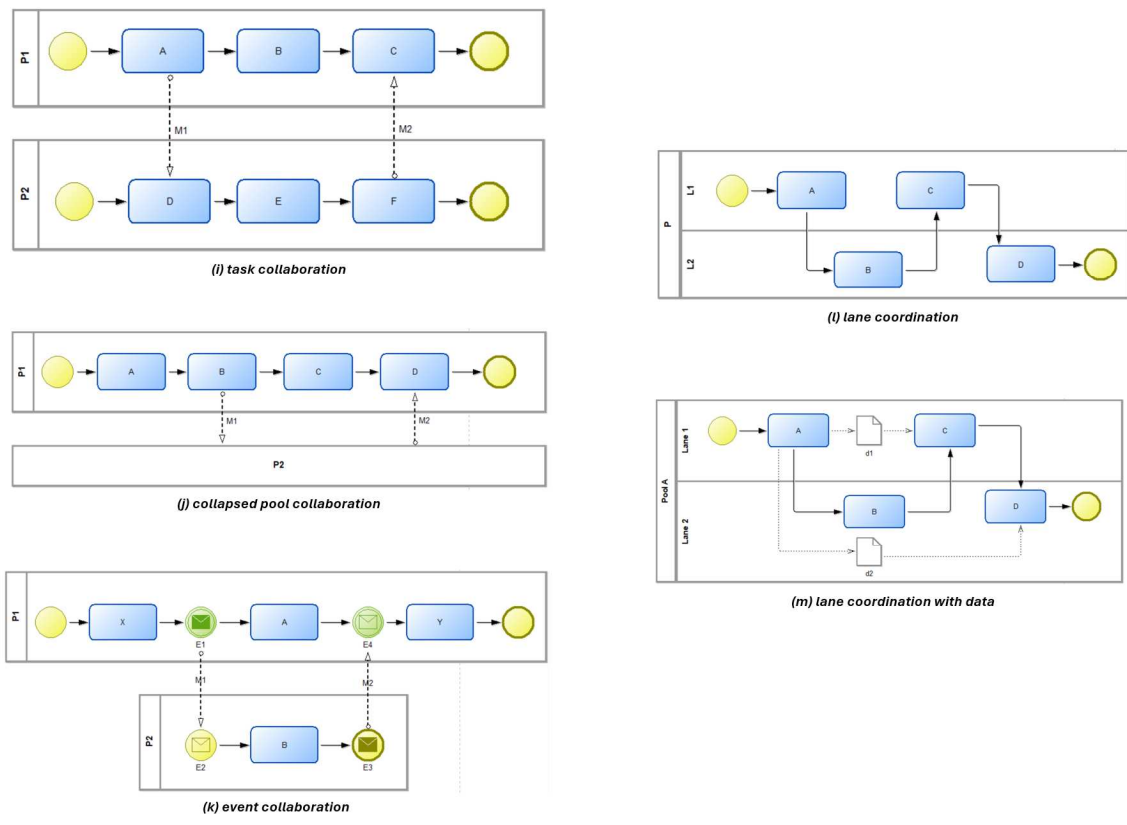 P1
A
B
C
M1
M2
P2
D
E
F
(i) task collaboration
P1
A
B
C
D
M1
M2
P2
(j) collapsed pool collaboration
P1
X
E1
A
E4
Y
M1
M2
P2
E2
B
E3
(k) event collaboration
P
L1
A
C
L2
B
D
(l) lane coordination
Pool A
Lane 1
A
d1
C
Lane 2
B
D
d2
(m) lane coordination with data